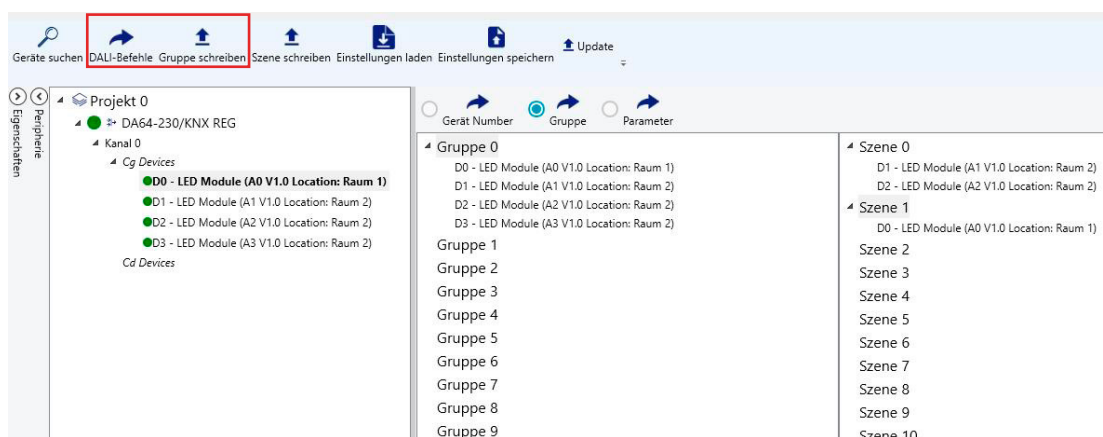 Geräte suchen DALI-Befehle Gruppe schreiben Szene schreiben Einstellungen laden Einstellungen speichern Update
Eigenschaften
Peripherie
Projekt 0
DA64-230/KNX REG
Kanal 0
Cg Devices
D0 - LED Module (A0 V1.0 Location: Raum 1)
D1 - LED Module (A1 V1.0 Location: Raum 2)
D2 - LED Module (A2 V1.0 Location: Raum 2)
D3 - LED Module (A3 V1.0 Location: Raum 2)
Cd Devices
Gerät Number Gruppe Parameter
Gruppe 0
D0 - LED Module (A0 V1.0 Location: Raum 1)
D1 - LED Module (A1 V1.0 Location: Raum 2)
D2 - LED Module (A2 V1.0 Location: Raum 2)
D3 - LED Module (A3 V1.0 Location: Raum 2)
Gruppe 1
Gruppe 2
Gruppe 3
Gruppe 4
Gruppe 5
Gruppe 6
Gruppe 7
Gruppe 8
Gruppe 9
Szene 0
D1 - LED Module (A1 V1.0 Location: Raum 2)
D2 - LED Module (A2 V1.0 Location: Raum 2)
Szene 1
D0 - LED Module (A0 V1.0 Location: Raum 1)
Szene 2
Szene 3
Szene 4
Szene 5
Szene 6
Szene 7
Szene 8
Szene 9
Szene 10